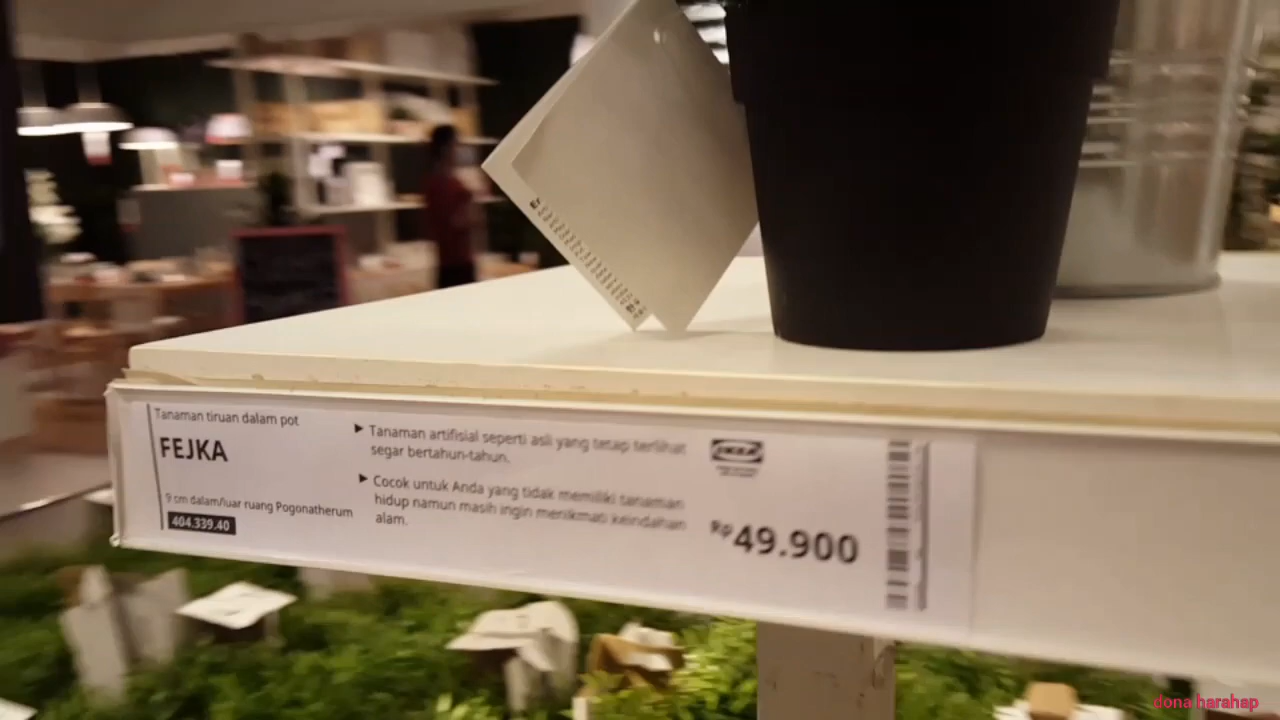 Tanaman tiruan dalam pot
FEJKA
9 cm dalam/luar ruang Pogonatherum
404.339.40
Tanaman artifisial seperti asli yang tetap terlihat
segar bertahun-tahun.
Cocok untuk Anda yang tidak memiliki tanaman
hidup namun masih ingin menikmati keindahan
alam.
IKEA
Rp49.900
dona harahap